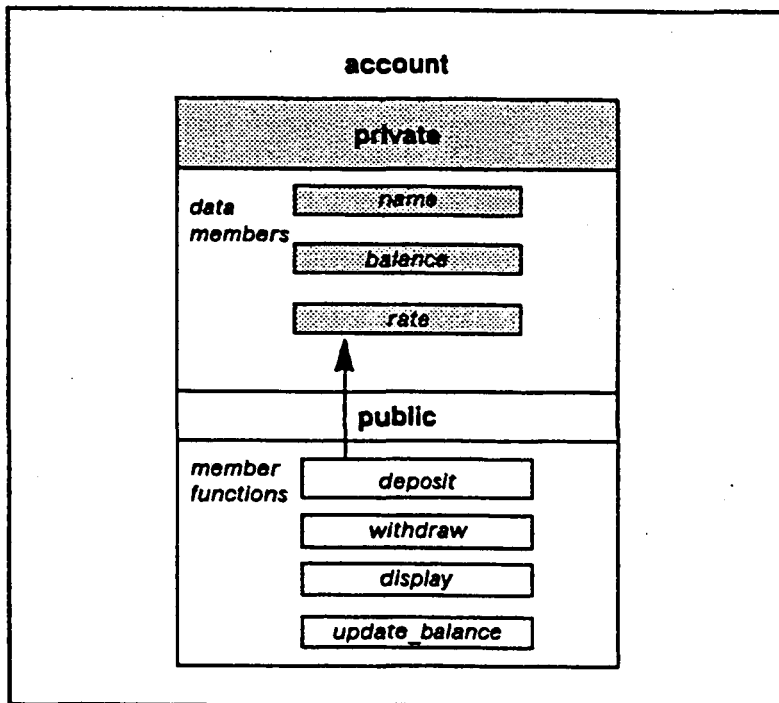 account
private
data
members
name
balance
rate
public
member
functions
deposit
withdraw
display
update_balance